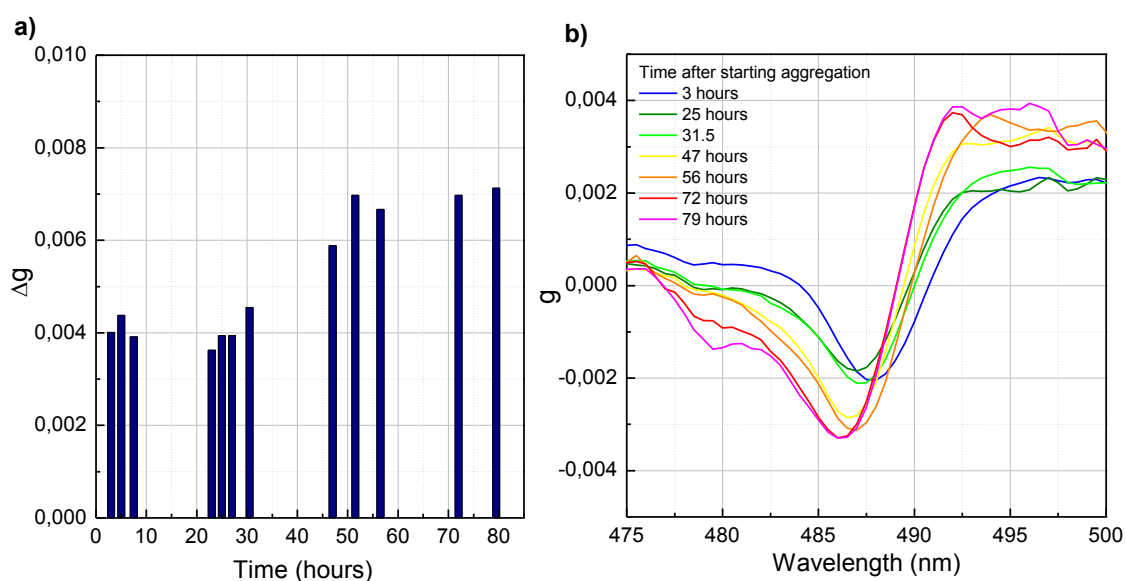 a)
0,010
0,008
0,006
0,004
0,002
0,000
Δg
0 10 20 30 40 50 60 70 80
Time (hours)
b)
Time after starting aggregation
3 hours
25 hours
31.5
47 hours
56 hours
72 hours
79 hours
0,004
0,002
0,000
-0,002
-0,004
g
475 480 485 490 495 500
Wavelength (nm)